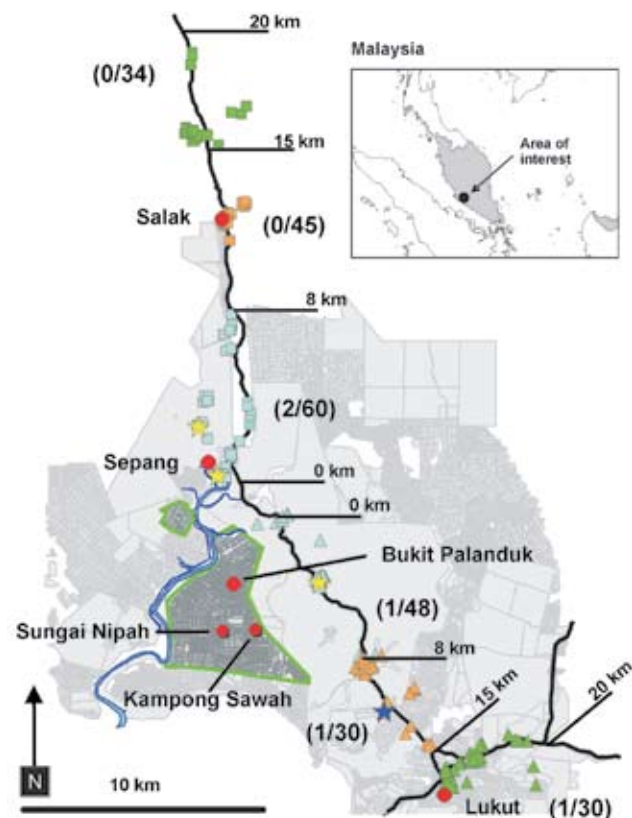 20 km
Malaysia
(0/34)
Area of
interest
15 km
Salak
(0/45)
8 km
(2/60)
Sepang
0 km
0 km
Bukit Palanduk
(1/48)
Sungai Nipah
8 km
Kampong Sawah
15 km
20 km
(1/30)
N
10 km
Lukut
(1/30)